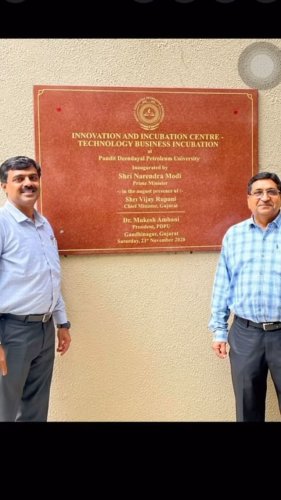 INNOVATION AND INCUBATION CENTRE -
TECHNOLOGY BUSINESS INCUBATION
at
Pandit Deendayal Petroleum University
Inaugurated by
Shri Narendra Modi
Prime Minister
- in the august presence of -
Shri Vijay Rupani
Chief Minister, Gujarat
Dr. Mukesh Ambani
President, PDPU
Gandhinagar, Gujarat
Saturday, 21st November 2020